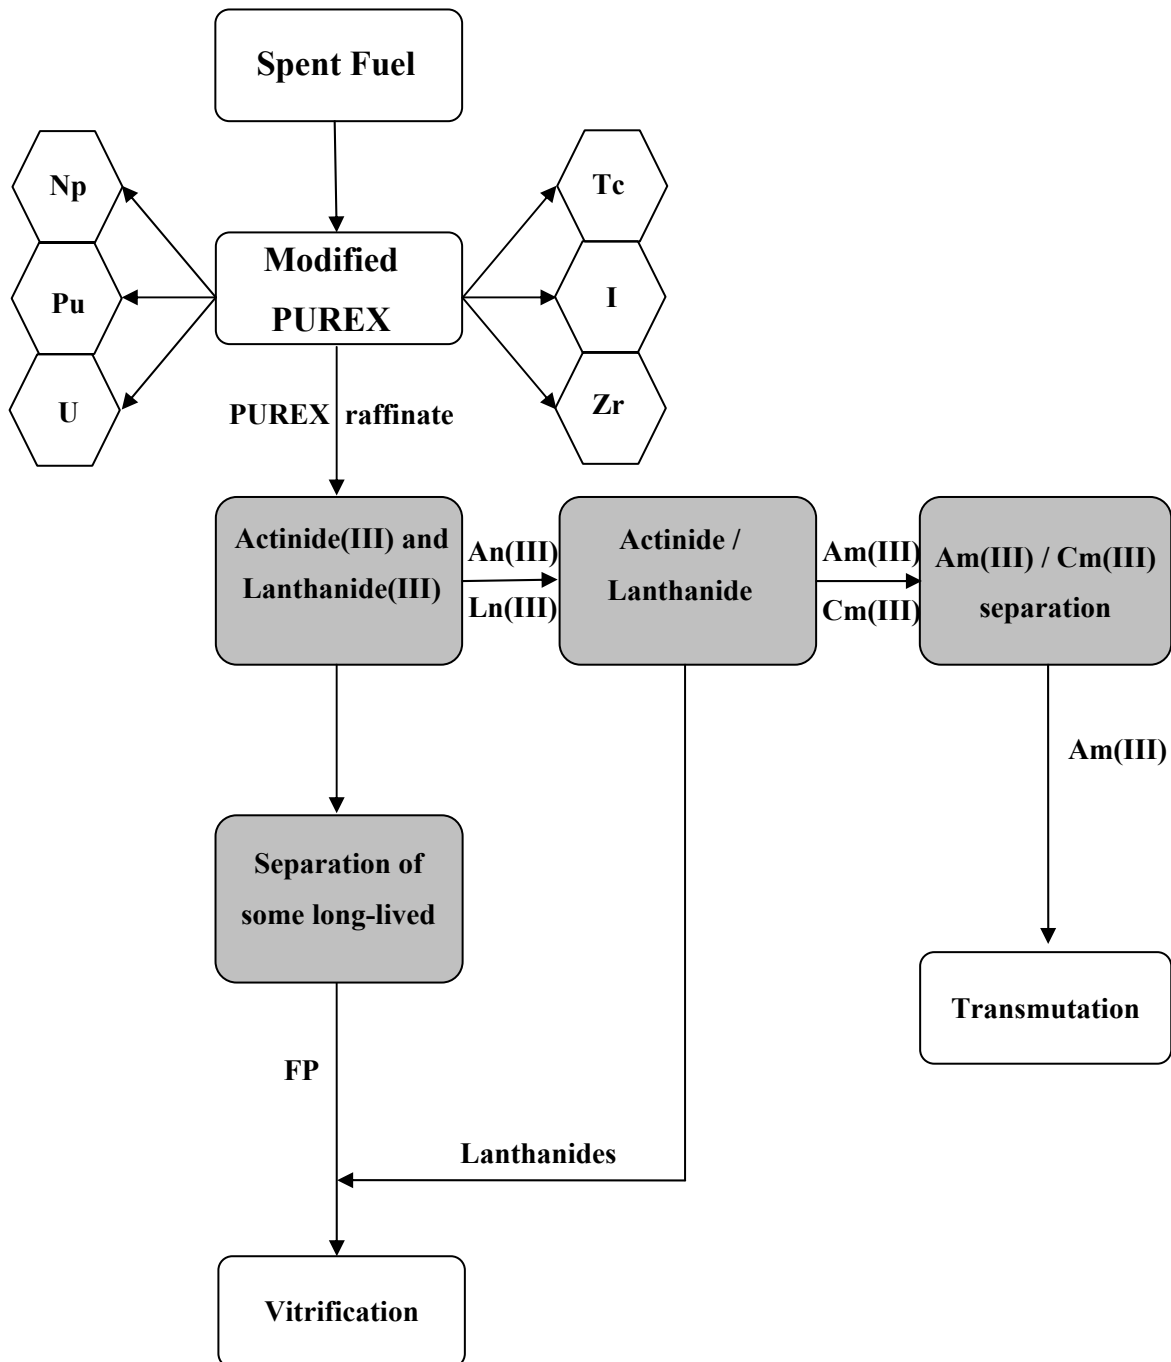 Spent Fuel
Np
Tc
Modified
PUREX
Pu
I
U
Zr
PUREX raffinate
Actinide(III) and
Lanthanide(III)
An(III)
Ln(III)
Actinide /
Lanthanide
Am(III)
Cm(III)
Am(III) / Cm(III)
separation
Am(III)
Separation of
some long-lived
Transmutation
FP
Lanthanides
Vitrification